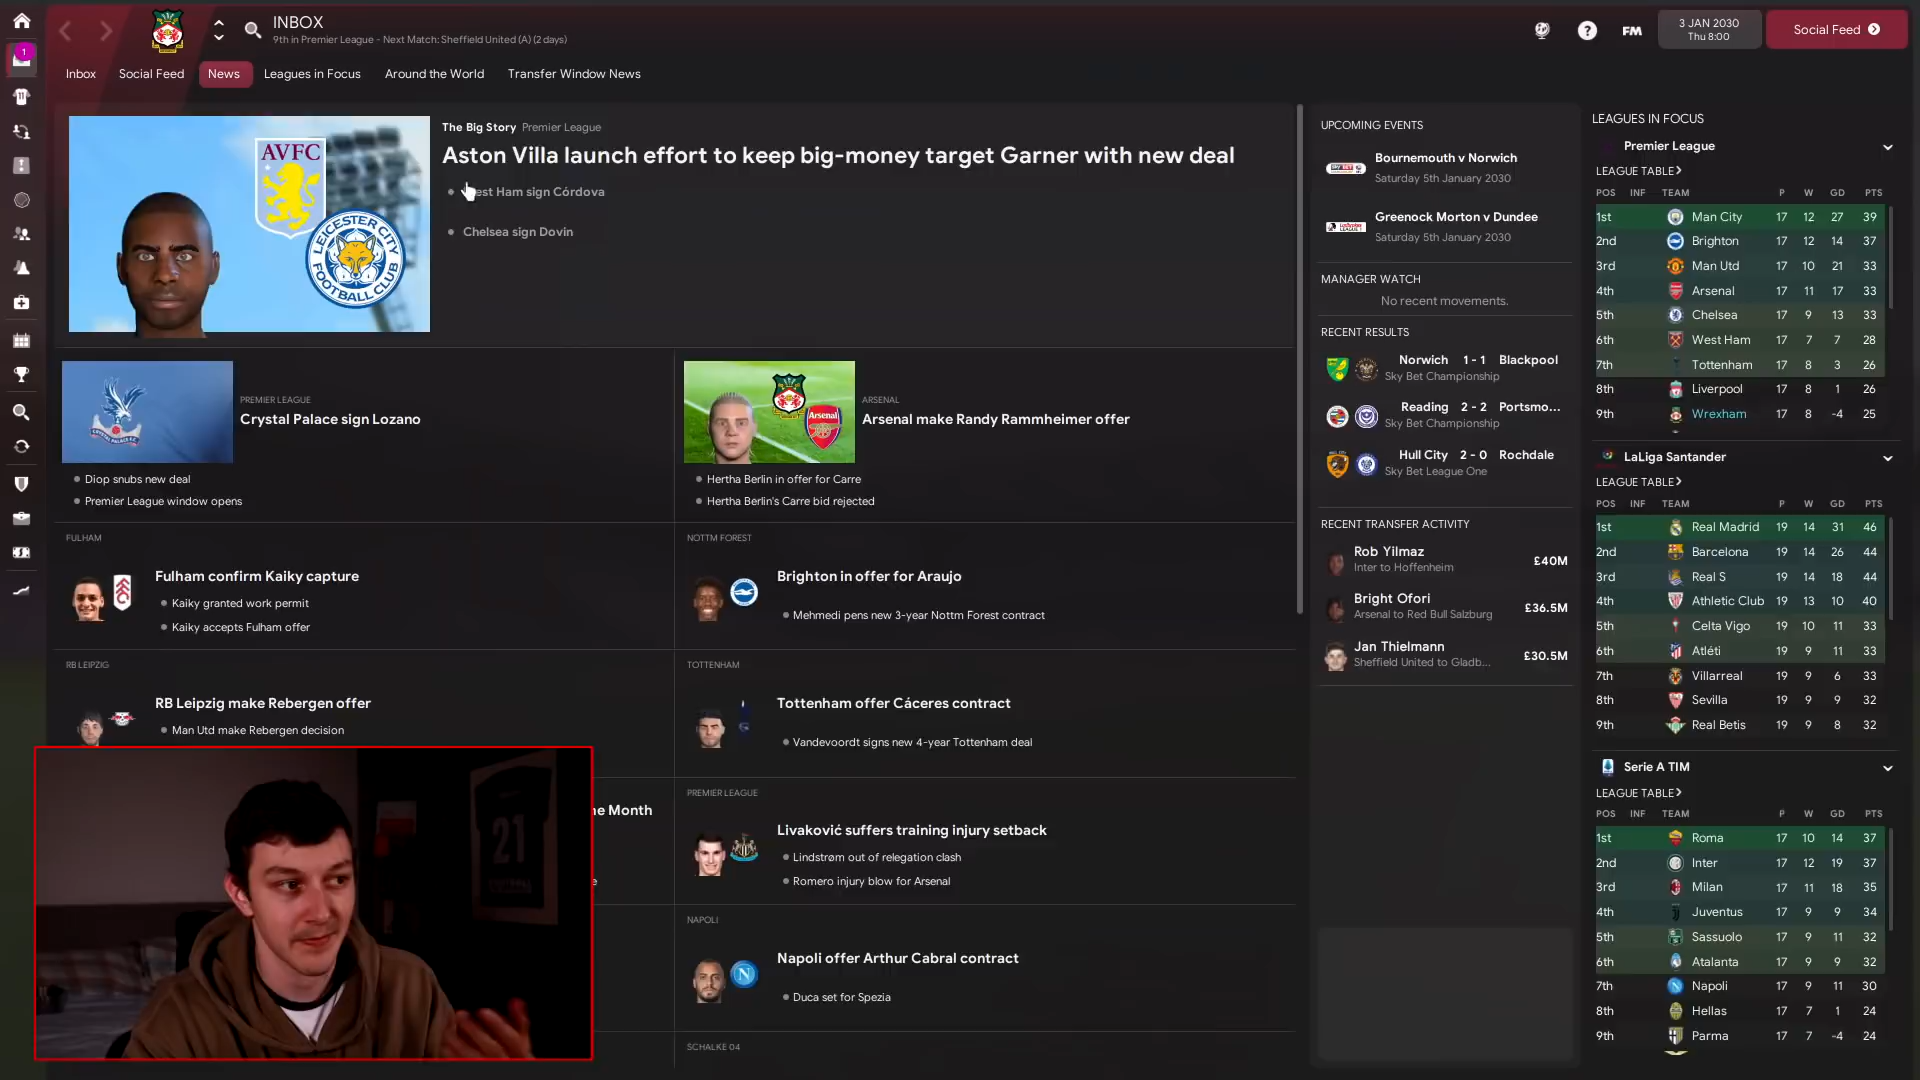 INBOX
9th in Premier League - Next Match: Sheffield United (A) (2 days)
1
11
?
FM
3 JAN 2030
Thu 8:00
Social Feed
Inbox
Social Feed
News
Leagues in Focus
Around the World
Transfer Window News
AVFC
LEICESTER CITY
FOOTBALL CLUB
The Big Story Premier League
Aston Villa launch effort to keep big-money target Garner with new deal
est Ham sign Córdova
Chelsea sign Dovin
PREMIER LEAGUE
Crystal Palace sign Lozano
Diop snubs new deal
Premier League window opens
Arsenal
ARSENAL
Arsenal make Randy Rammheimer offer
Hertha Berlin in offer for Carre
Hertha Berlin's Carre bid rejected
FULHAM
Fulham confirm Kaiky capture
Kaiky granted work permit
Kaiky accepts Fulham offer
NOTTM FOREST
Brighton in offer for Araujo
Mehmedi pens new 3-year Nottm Forest contract
RB LEIPZIG
RB Leipzig make Rebergen offer
Man Utd make Rebergen decision
TOTTENHAM
Tottenham offer Cáceres contract
Vandevoordt signs new 4-year Tottenham deal
ne Month
e
PREMIER LEAGUE
Livaković suffers training injury setback
Lindstrøm out of relegation clash
Romero injury blow for Arsenal
NAPOLI
Napoli offer Arthur Cabral contract
Duca set for Spezia
SCHALKE 04
21
UPCOMING EVENTS
Bournemouth v Norwich
Saturday 5th January 2030
Greenock Morton v Dundee
Saturday 5th January 2030
MANAGER WATCH
No recent movements.
RECENT RESULTS
Norwich 1 - 1 Blackpool
Sky Bet Championship
Reading 2 - 2 Portsmo...
Sky Bet Championship
Hull City 2 - 0 Rochdale
Sky Bet League One
RECENT TRANSFER ACTIVITY
Rob Yilmaz £40M
Inter to Hoffenheim
Bright Ofori £36.5M
Arsenal to Red Bull Salzburg
Jan Thielmann £30.5M
Sheffield United to Gladb...
LEAGUES IN FOCUS
Premier League
LEAGUE TABLE
POS INF TEAM P W GD PTS
1st Man City 17 12 27 39
2nd Brighton 17 12 14 37
3rd Man Utd 17 10 21 33
4th Arsenal 17 11 17 33
5th Chelsea 17 9 13 33
6th West Ham 17 7 7 28
7th Tottenham 17 8 3 26
8th Liverpool 17 8 1 26
9th Wrexham 17 8 -4 25
LaLiga Santander
LEAGUE TABLE
POS INF TEAM P W GD PTS
1st Real Madrid 19 14 31 46
2nd Barcelona 19 14 26 44
3rd Real S 19 14 18 44
4th Athletic Club 19 13 10 40
5th Celta Vigo 19 10 11 33
6th Atléti 19 9 11 33
7th Villarreal 19 9 6 33
8th Sevilla 19 9 9 32
9th Real Betis 19 9 8 32
Serie A TIM
LEAGUE TABLE
POS INF TEAM P W GD PTS
1st Roma 17 10 14 37
2nd Inter 17 12 19 37
3rd Milan 17 11 18 35
4th Juventus 17 9 9 34
5th Sassuolo 17 9 11 32
6th Atalanta 17 9 9 32
7th Napoli 17 9 11 30
8th Hellas 17 7 1 24
9th Parma 17 7 -4 24